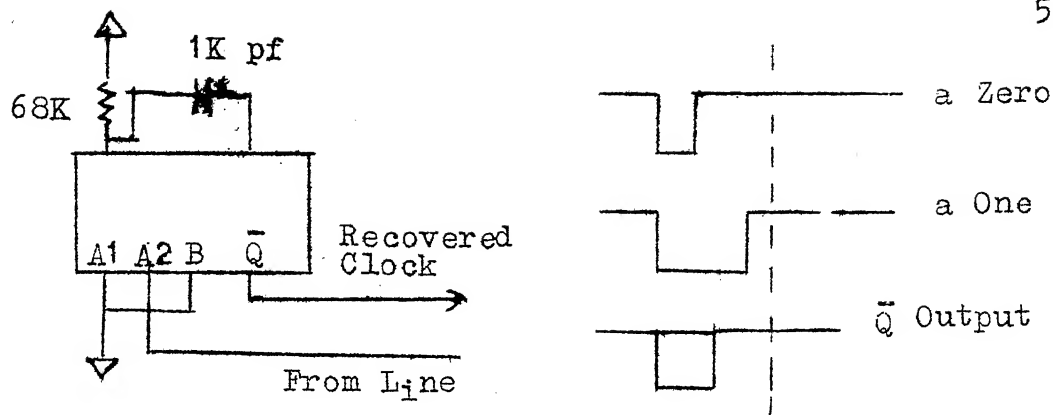 5
1K pf
68K
a Zero
a One
A1 A2 B Q̄
Recovered
Clock
Q̄ Output
From Line